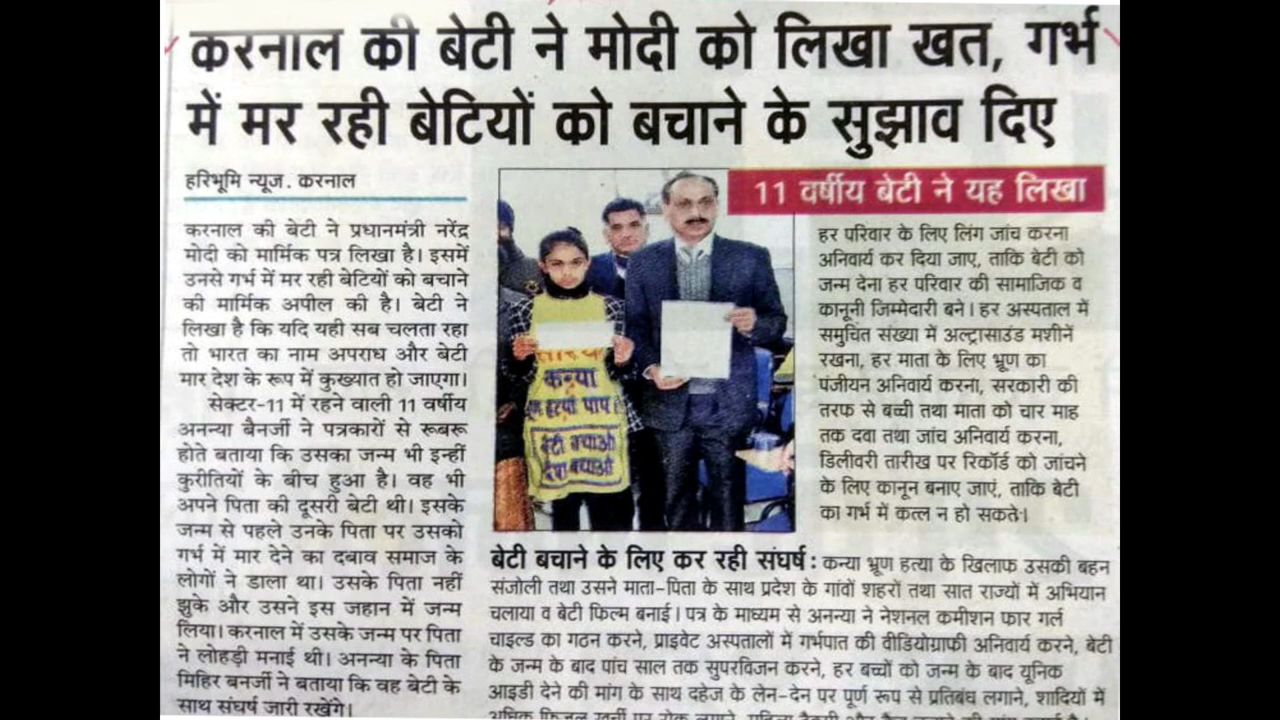 करनाल की बेटी ने मोदी को लिखा खत, गर्भ
में मर रही बेटियों को बचाने के सुझाव दिए
हरिभूमि न्यूज. करनाल
करनाल की बेटी ने प्रधानमंत्री नरेंद्र
मोदी को मार्मिक पत्र लिखा है। इसमें
उनसे गर्भ में मर रही बेटियों को बचाने
की मार्मिक अपील की है। बेटी ने
लिखा है कि यदि यही सब चलता रहा
तो भारत का नाम अपराध और बेटी
मार देश के रूप में कुख्यात हो जाएगा।
सेक्टर-11 में रहने वाली 11 वर्षीय
अनन्या बैनर्जी ने पत्रकारों से रूबरू
होते बताया कि उसका जन्म भी इन्हीं
कुरीतियों के बीच हुआ है। वह भी
अपने पिता की दूसरी बेटी थी। इसके
जन्म से पहले उनके पिता पर उसको
गर्भ में मार देने का दबाव समाज के
लोगों ने डाला था। उसके पिता नहीं
झुके और उसने इस जहान में जन्म
लिया। करनाल में उसके जन्म पर पिता
ने लोहड़ी मनाई थी। अनन्या के पिता
मिहिर बनर्जी ने बताया कि वह बेटी के
साथ संघर्ष जारी रखेंगे।
कन्या
हत्या पाप
बेटी बचाओ
देश बचाओ
11 वर्षीय बेटी ने यह लिखा
हर परिवार के लिए लिंग जांच करना
अनिवार्य कर दिया जाए, ताकि बेटी को
जन्म देना हर परिवार की सामाजिक व
कानूनी जिम्मेदारी बने। हर अस्पताल में
समुचित संख्या में अल्ट्रासाउंड मशीनें
रखना, हर माता के लिए भ्रूण का
पंजीयन अनिवार्य करना, सरकारी की
तरफ से बच्ची तथा माता को चार माह
तक दवा तथा जांच अनिवार्य करना,
डिलीवरी तारीख पर रिकॉर्ड को जांचने
के लिए कानून बनाए जाएं, ताकि बेटी
का गर्भ में कत्ल न हो सकते।
बेटी बचाने के लिए कर रही संघर्ष : कन्या भ्रूण हत्या के खिलाफ उसकी बहन
संजोली तथा उसने माता-पिता के साथ प्रदेश के गांवों शहरों तथा सात राज्यों में अभियान
चलाया व बेटी फिल्म बनाई। पत्र के माध्यम से अनन्या ने नेशनल कमीशन फार गर्ल
चाइल्ड का गठन करने, प्राइवेट अस्पतालों में गर्भपात की वीडियोग्राफी अनिवार्य करने, बेटी
के जन्म के बाद पांच साल तक सुपरविजन करने, हर बच्चों को जन्म के बाद यूनिक
आइडी देने की मांग के साथ दहेज के लेन-देन पर पूर्ण रूप से प्रतिबंध लगाने, शादियों में